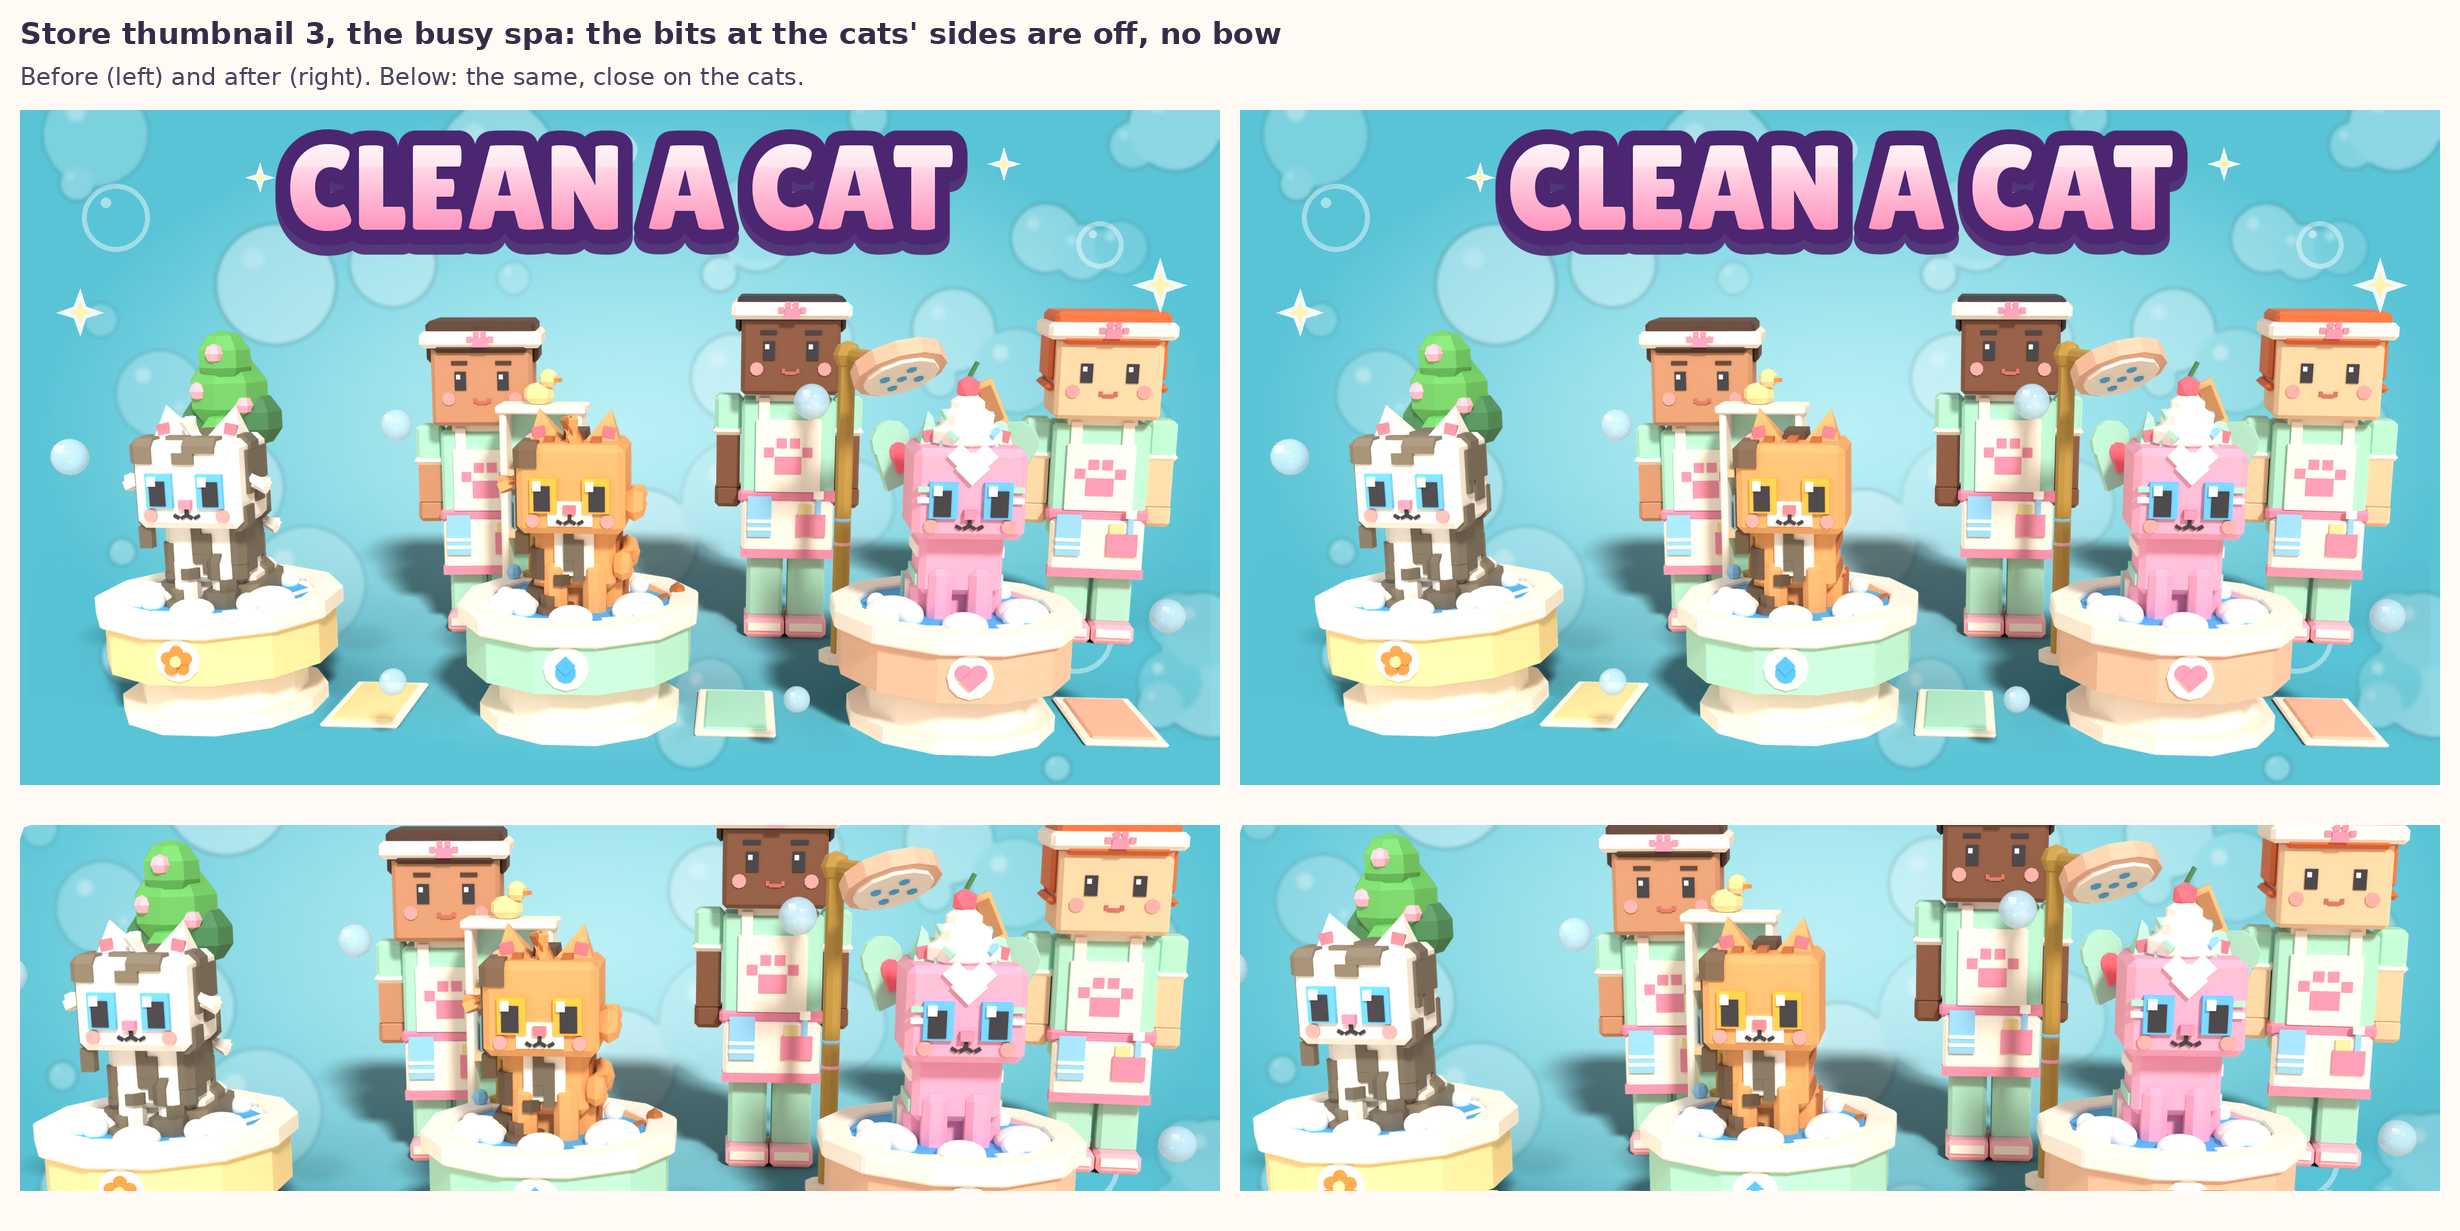 Store thumbnail 3, the busy spa: the bits at the cats' sides are off, no bow
Before (left) and after (right). Below: the same, close on the cats.
CLEAN A CAT
CLEAN A CAT